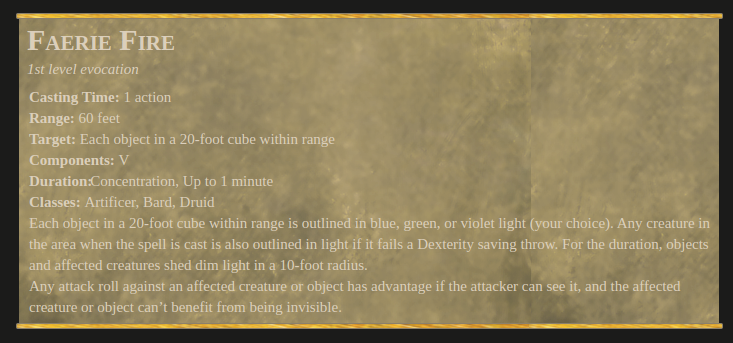 Faerie Fire
1st level evocation
Casting Time: 1 action
Range: 60 feet
Target: Each object in a 20-foot cube within range
Components: V
Duration:Concentration, Up to 1 minute
Classes: Artificer, Bard, Druid
Each object in a 20-foot cube within range is outlined in blue, green, or violet light (your choice). Any creature in
the area when the spell is cast is also outlined in light if it fails a Dexterity saving throw. For the duration, objects
and affected creatures shed dim light in a 10-foot radius.
Any attack roll against an affected creature or object has advantage if the attacker can see it, and the affected
creature or object can’t benefit from being invisible.